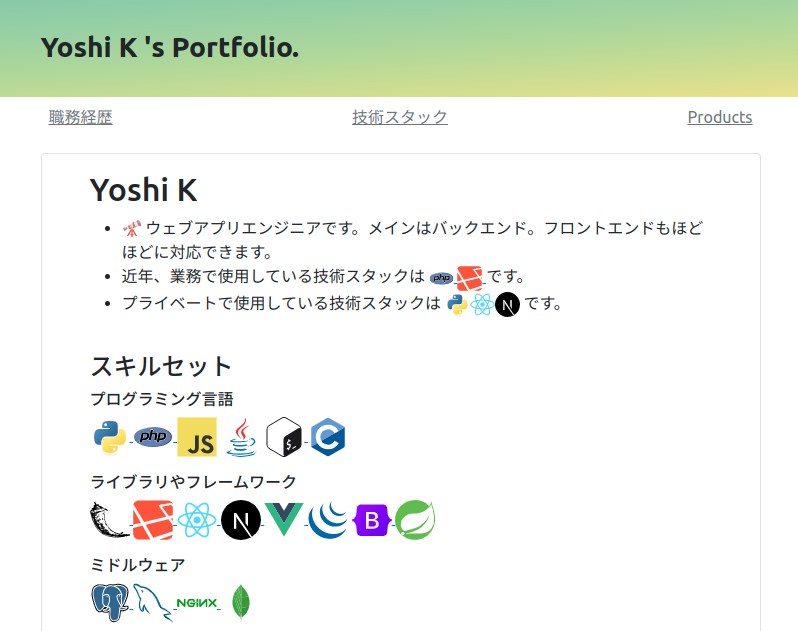 Yoshi K 's Portfolio.
職務経歴 技術スタック Products
Yoshi K
ウェブアプリエンジニアです。メインはバックエンド。フロントエンドもほど
ほどに対応できます。
近年、業務で使用している技術スタックは php です。
プライベートで使用している技術スタックは N です。
スキルセット
プログラミング言語
php JS $_ C
ライブラリやフレームワーク
N B
ミドルウェア
NGINX